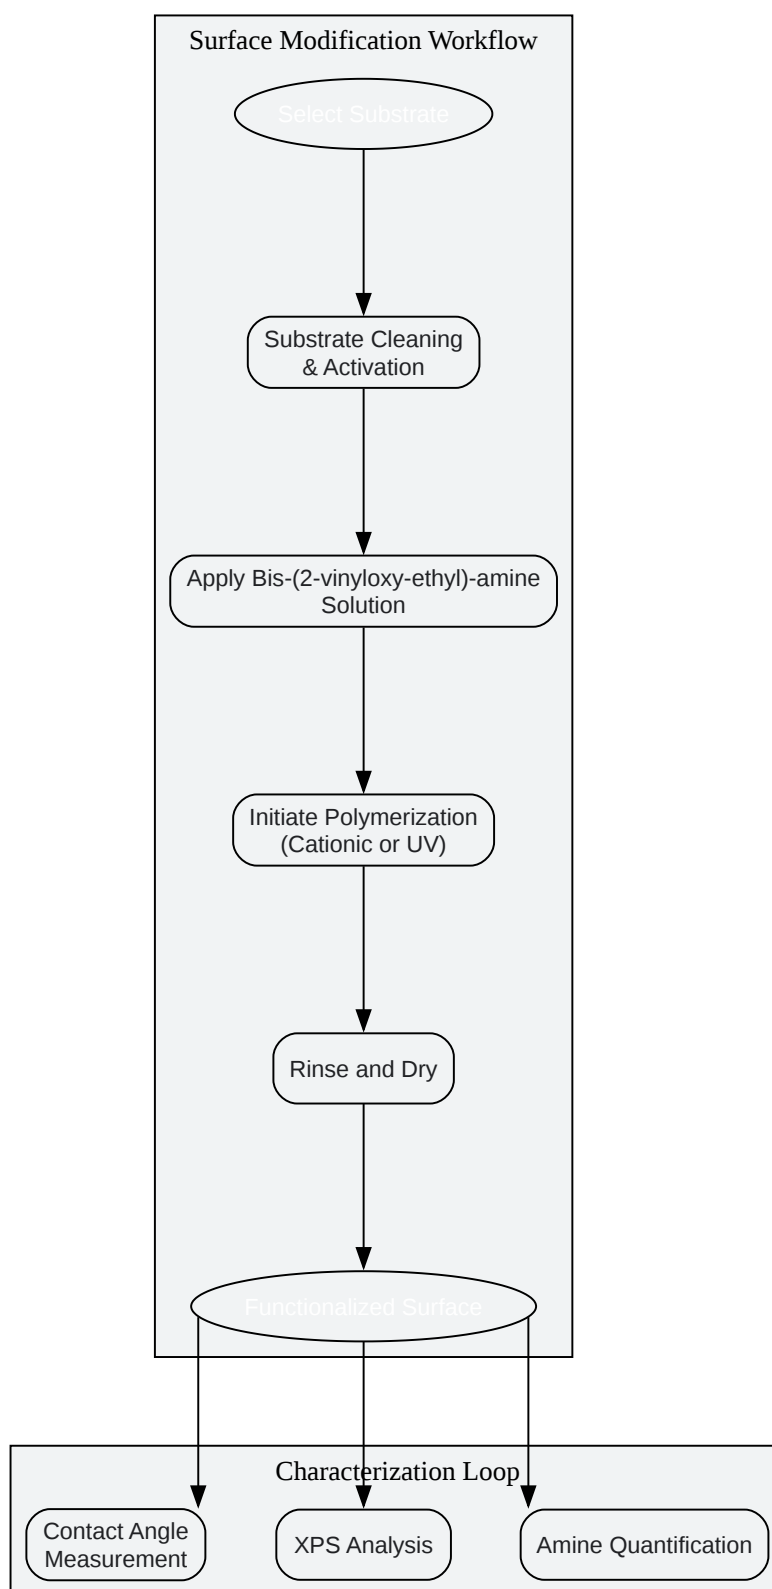 Surface Modification Workflow
Select Substrate
Substrate Cleaning
& Activation
Apply Bis-(2-vinyloxy-ethyl)-amine
Solution
Initiate Polymerization
(Cationic or UV)
Rinse and Dry
Functionalized Surface
Characterization Loop
Contact Angle
Measurement
XPS Analysis
Amine Quantification